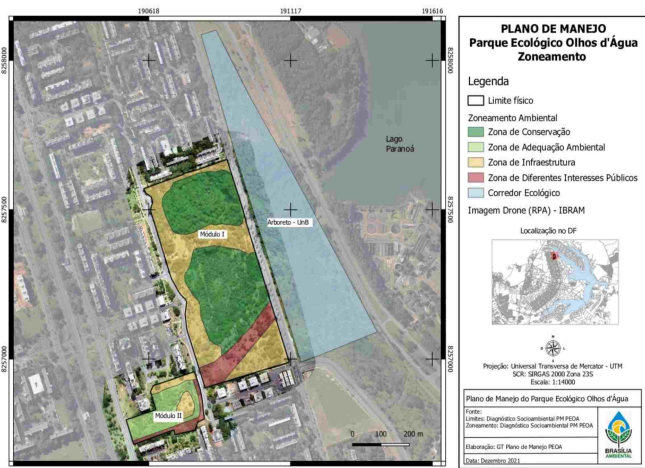 190618 191117 191616
8258000
8258000
8257500
8257500
8257000
8257000
Lago
Paranoá
Arboreto - UnB
Módulo I
Módulo II
0 100 200 m
PLANO DE MANEJO
Parque Ecológico Olhos d'Água
Zoneamento
Legenda
Limite físico
Zoneamento Ambiental
Zona de Conservação
Zona de Adequação Ambiental
Zona de Infraestrutura
Zona de Diferentes Interesses Públicos
Corredor Ecológico
Imagem Drone (RPA) - IBRAM
Localização no DF
Projeção: Universal Transversa de Mercator - UTM
SCR: SIRGAS 2000 Zona 23S
Escala: 1:14000
Plano de Manejo do Parque Ecológico Olhos d'Água
Fonte:
Limites: Diagnóstico Socioambiental PM PEOA
Zoneamento: Diagnóstico Socioambiental PM PEOA
Elaboração: GT Plano de Manejo PEOA
Data: Dezembro 2021
BRASÍLIA
AMBIENTAL